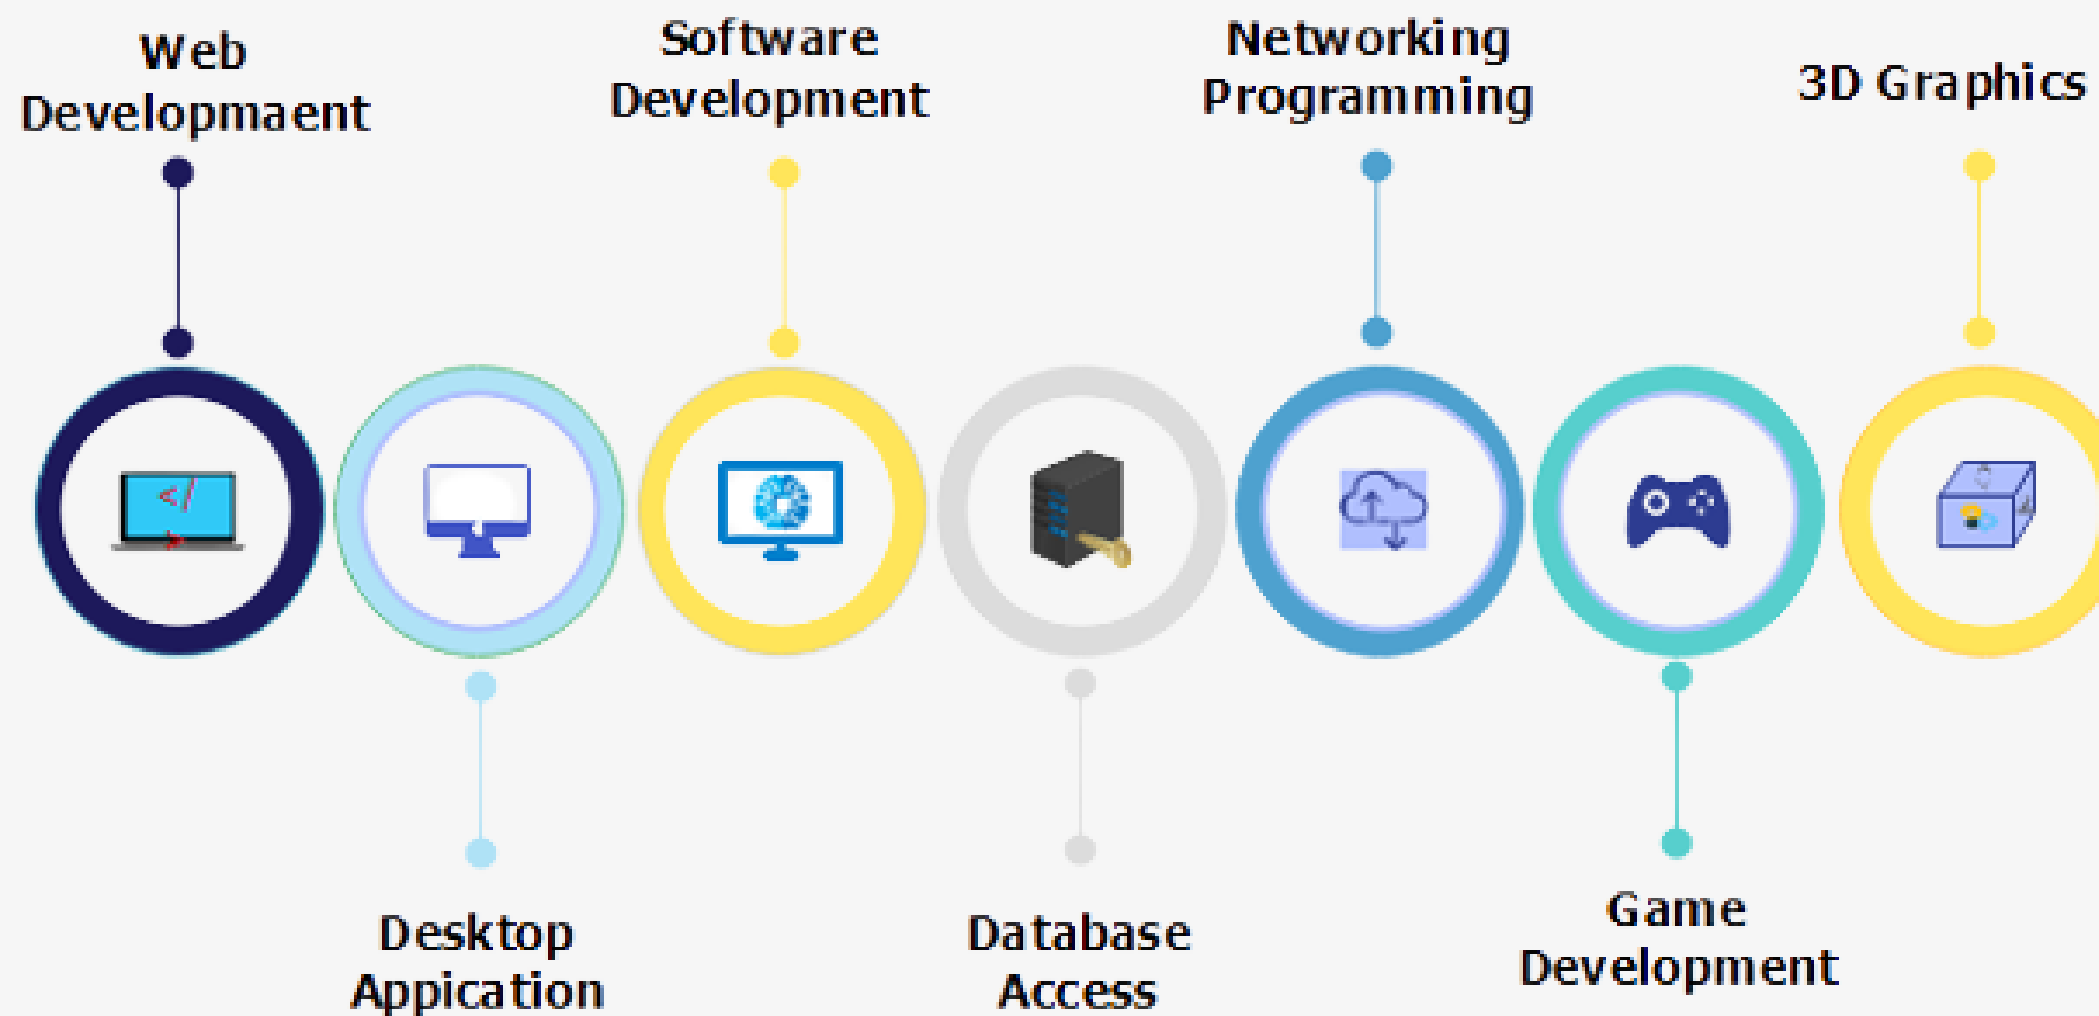 Web
Developmaent
Software
Development
Networking
Programming
3D Graphics
</
>
Desktop
Appication
Database
Access
Game
Development